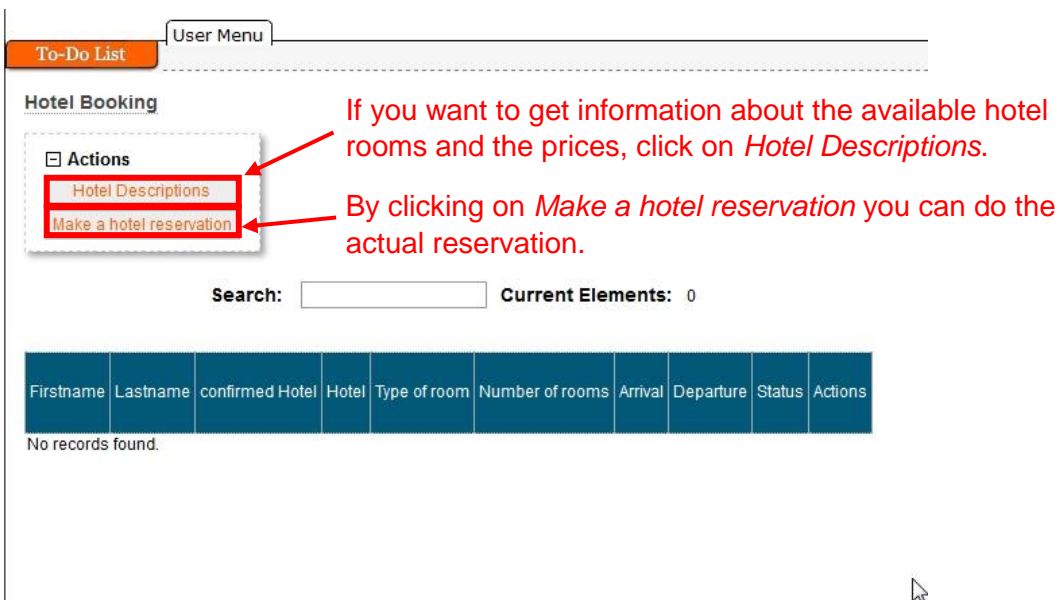 User Menu
To-Do List
Hotel Booking
If you want to get information about the available hotel
rooms and the prices, click on Hotel Descriptions.
Actions
Hotel Descriptions
Make a hotel reservation
By clicking on Make a hotel reservation you can do the
actual reservation.
Search: Current Elements: 0
Firstname Lastname confirmed Hotel Hotel Type of room Number of rooms Arrival Departure Status Actions
No records found.